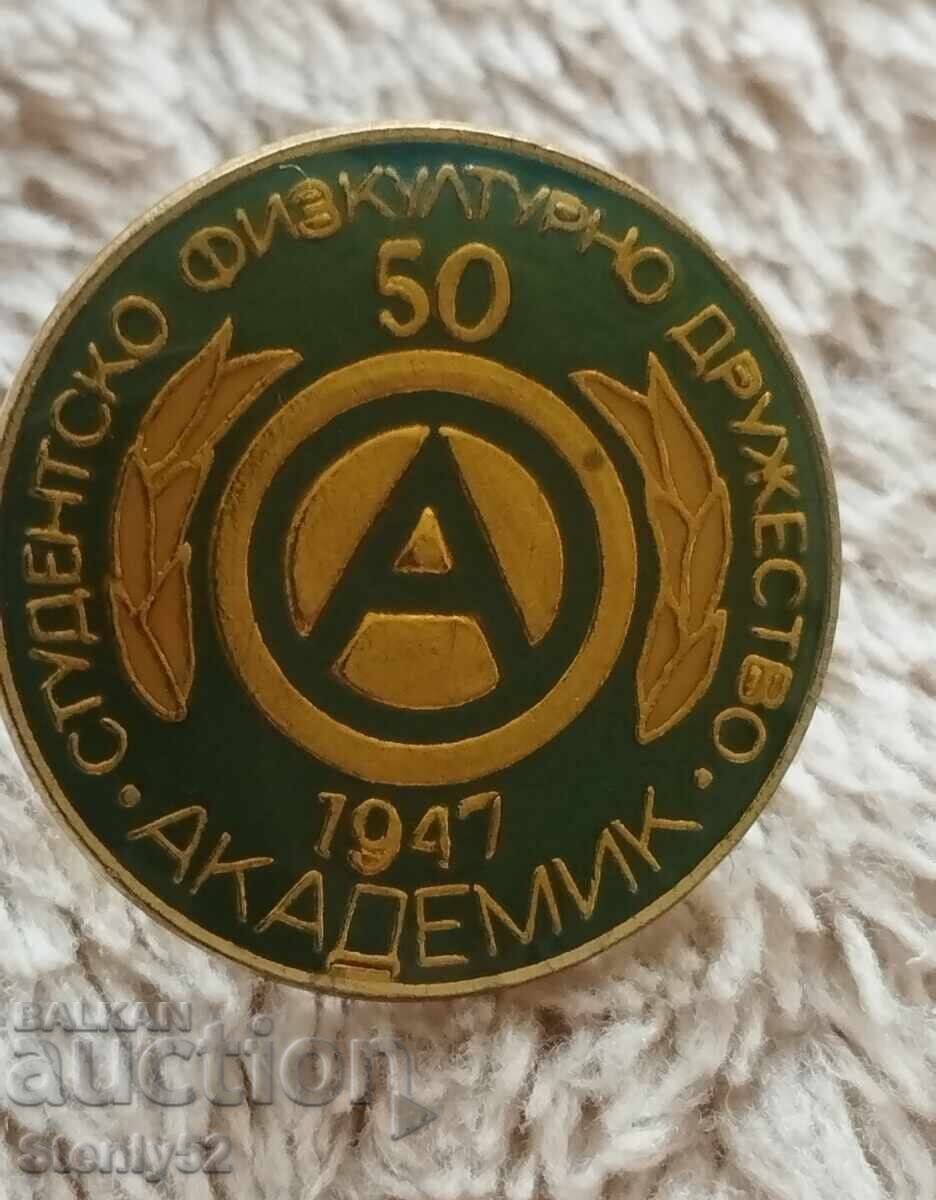 СТУДЕНТСКО ФИЗКУЛТУРНО ДРУЖЕСТВО
50
A
1947
• АКАДЕМИК •
BALKAN
auction
Stenly52